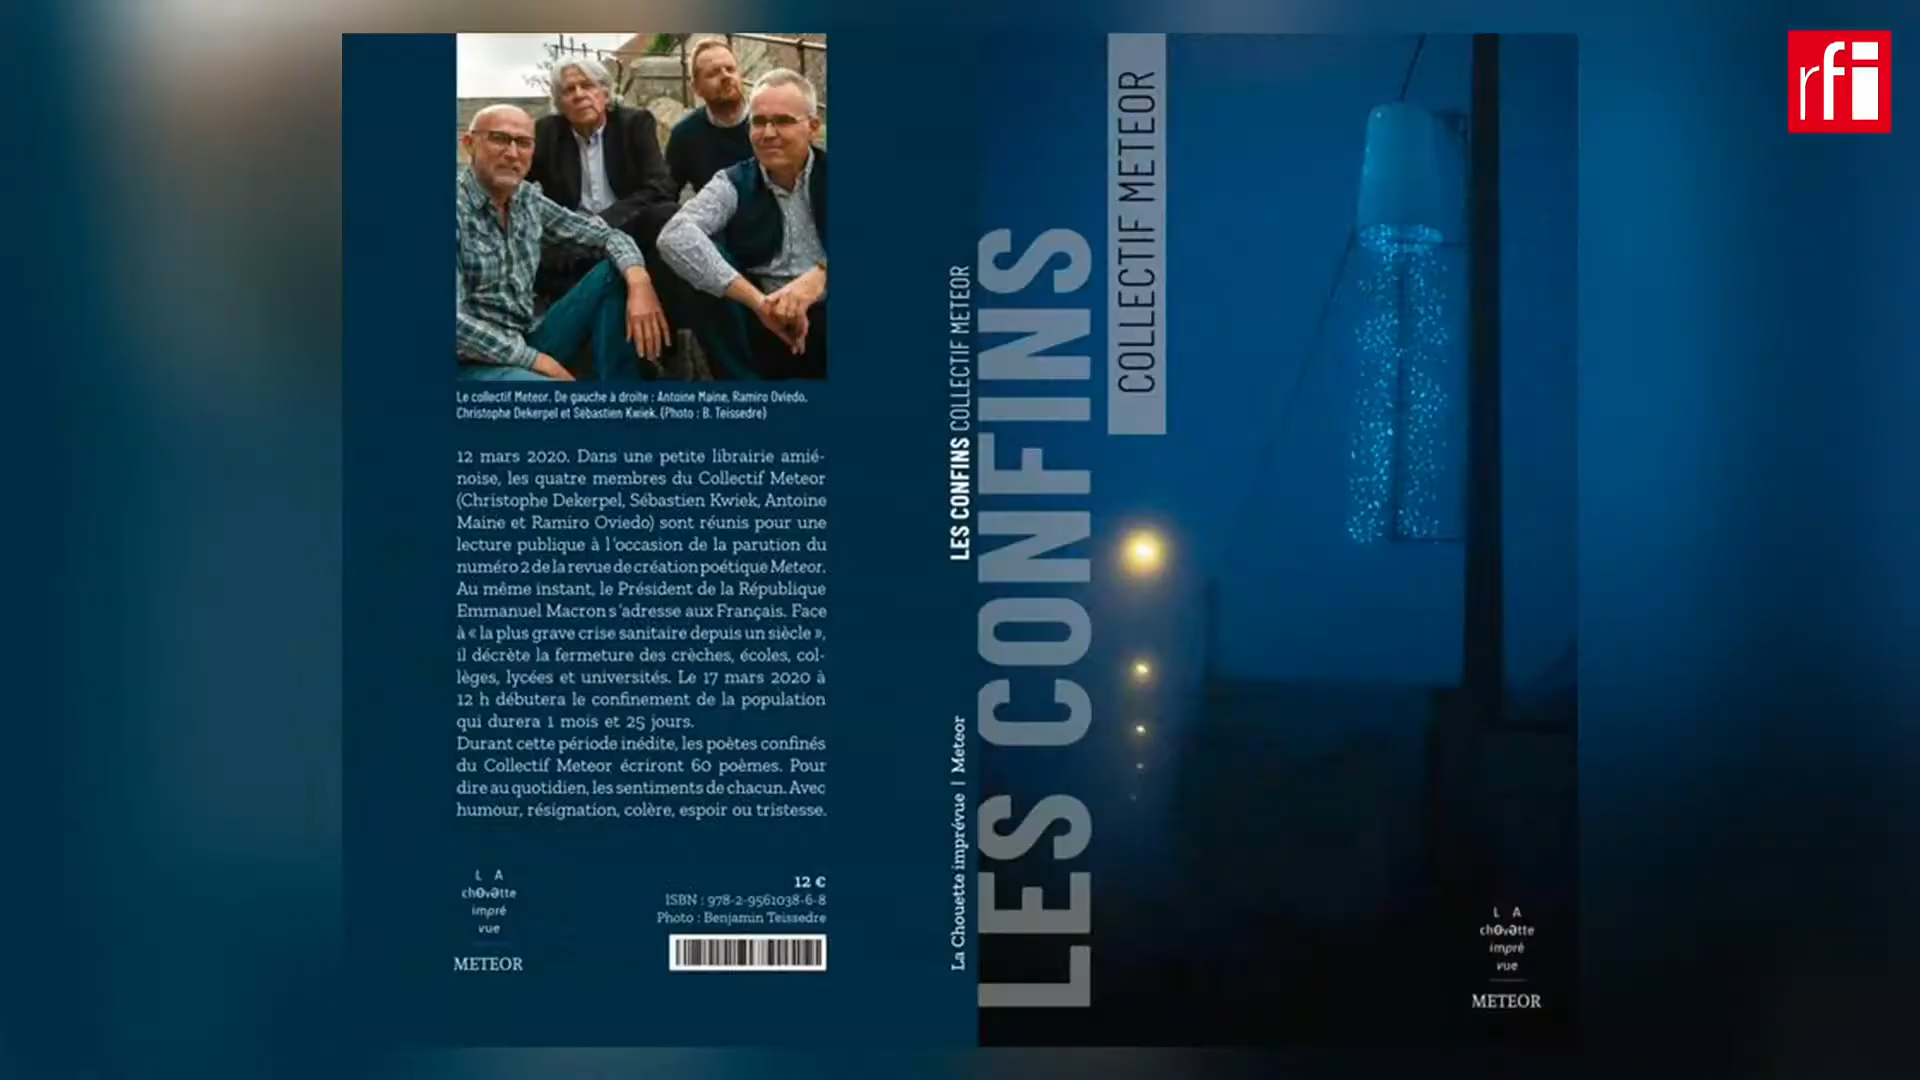 Le collectif Meteor. De gauche à droite : Antoine Maine, Ramiro Oviedo,
Christophe Dekerpel et Sébastien Kwiek. (Photo : B. Teissedre)
12 mars 2020. Dans une petite librairie amié-
noise, les quatre membres du Collectif Meteor
(Christophe Dekerpel, Sébastien Kwiek, Antoine
Maine et Ramiro Oviedo) sont réunis pour une
lecture publique à l'occasion de la parution du
numéro 2 de la revue de création poétique Meteor.
Au même instant, le Président de la République
Emmanuel Macron s'adresse aux Français. Face
à « la plus grave crise sanitaire depuis un siècle »,
il décrète la fermeture des crèches, écoles, col-
lèges, lycées et universités. Le 17 mars 2020 à
12 h débutera le confinement de la population
qui durera 1 mois et 25 jours.
Durant cette période inédite, les poètes confinés
du Collectif Meteor écriront 60 poèmes. Pour
dire au quotidien, les sentiments de chacun. Avec
humour, résignation, colère, espoir ou tristesse.
LA
chouette
impré
vue
METEOR
12 €
ISBN : 978-2-9561038-6-8
Photo : Benjamin Teissedre
LES CONFINS COLLECTIF METEOR
La Chouette imprévue | Meteor
LES CONFINS
COLLECTIF METEOR
LA
chouette
impré
vue
METEOR
rfi